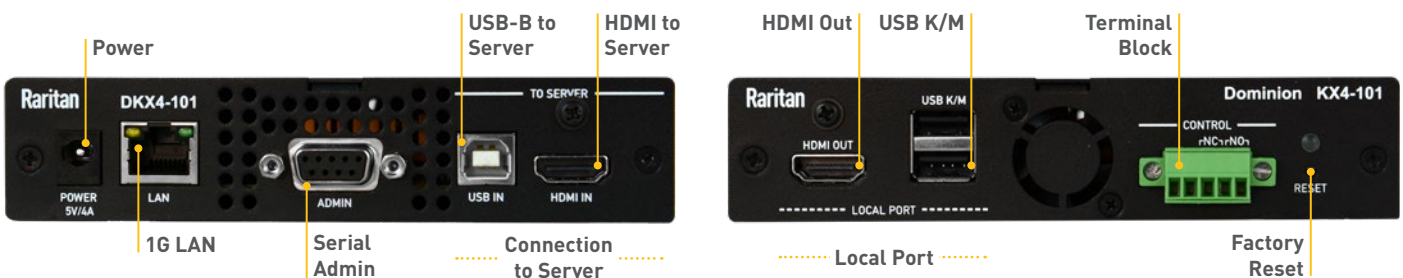 Power
USB-B to
Server
HDMI to
Server
Raritan
DKX4-101
TO SERVER
POWER
5V/4A
LAN
ADMIN
USB IN
HDMI IN
1G LAN
Serial
Admin
Connection
to Server
HDMI Out
USB K/M
Terminal
Block
Raritan
USB K/M
Dominion KX4-101
CONTROL
NC NO
HDMI OUT
RESET
LOCAL PORT
Local Port
Factory
Reset